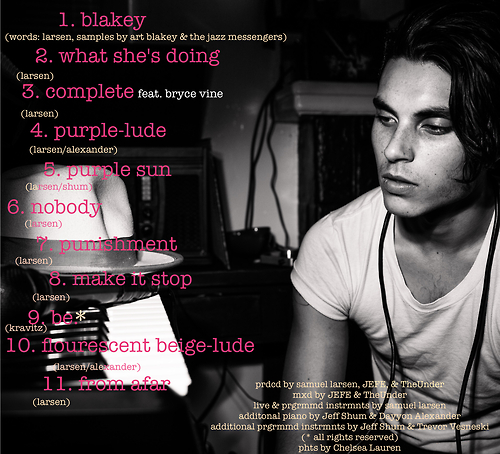 1. blakey
(words: larsen, samples by art blakey & the jazz messengers)
2. what she's doing
(larsen)
3. complete feat. bryce vine
(larsen)
4. purple-lude
(larsen/alexander)
5. purple sun
(larsen/shum)
6. nobody
(larsen)
7. punishment
(larsen)
8. make it stop
(larsen)
9. be.*
(kravitz)
10. flourescent beige-lude
(larsen/alexander)
11. from afar
(larsen)
prdcd by samuel larsen, JEFE, & TheUnder
mxd by JEFE & TheUnder
live & prgrmmd instrmnts by samuel larsen
additonal piano by Jeff Shum & Davyon Alexander
additional prgrmmd instrmnts by Jeff Shum & Trevor Vesneski
(* all rights reserved)
phts by Chelsea Lauren